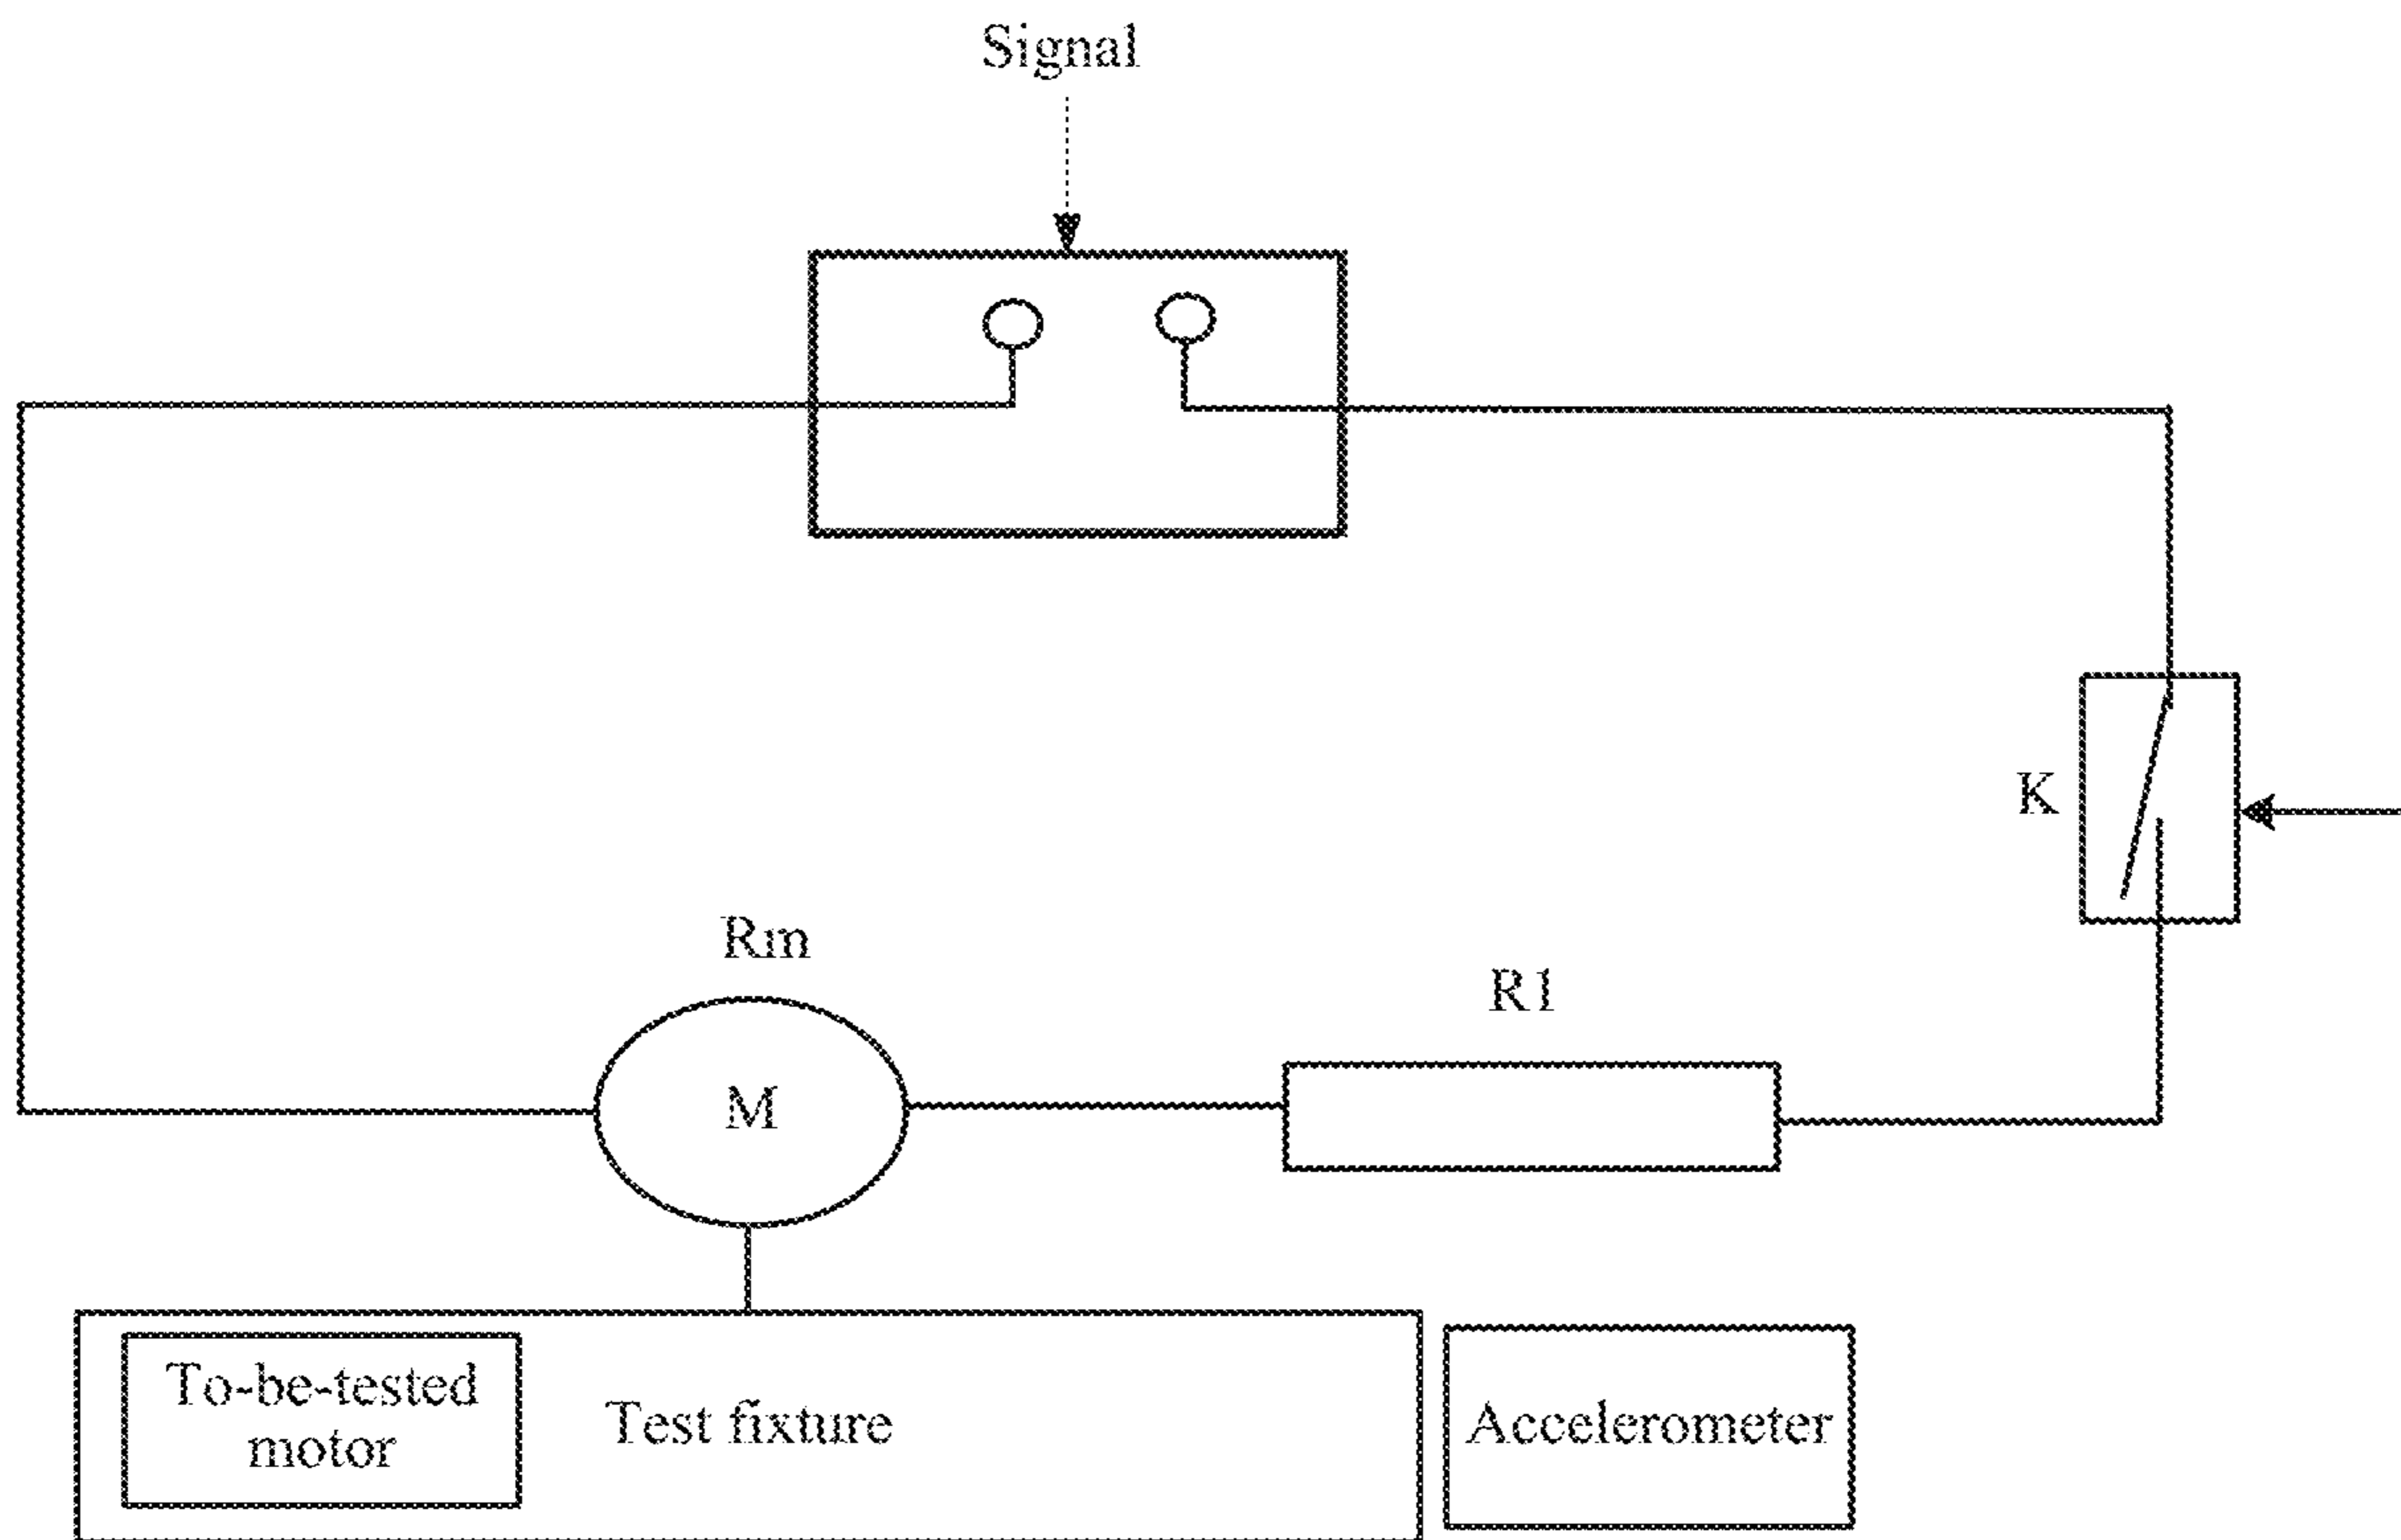 Signal
K
Rm
R1
M
To-be-tested
motor
Test fixture
Accelerometer